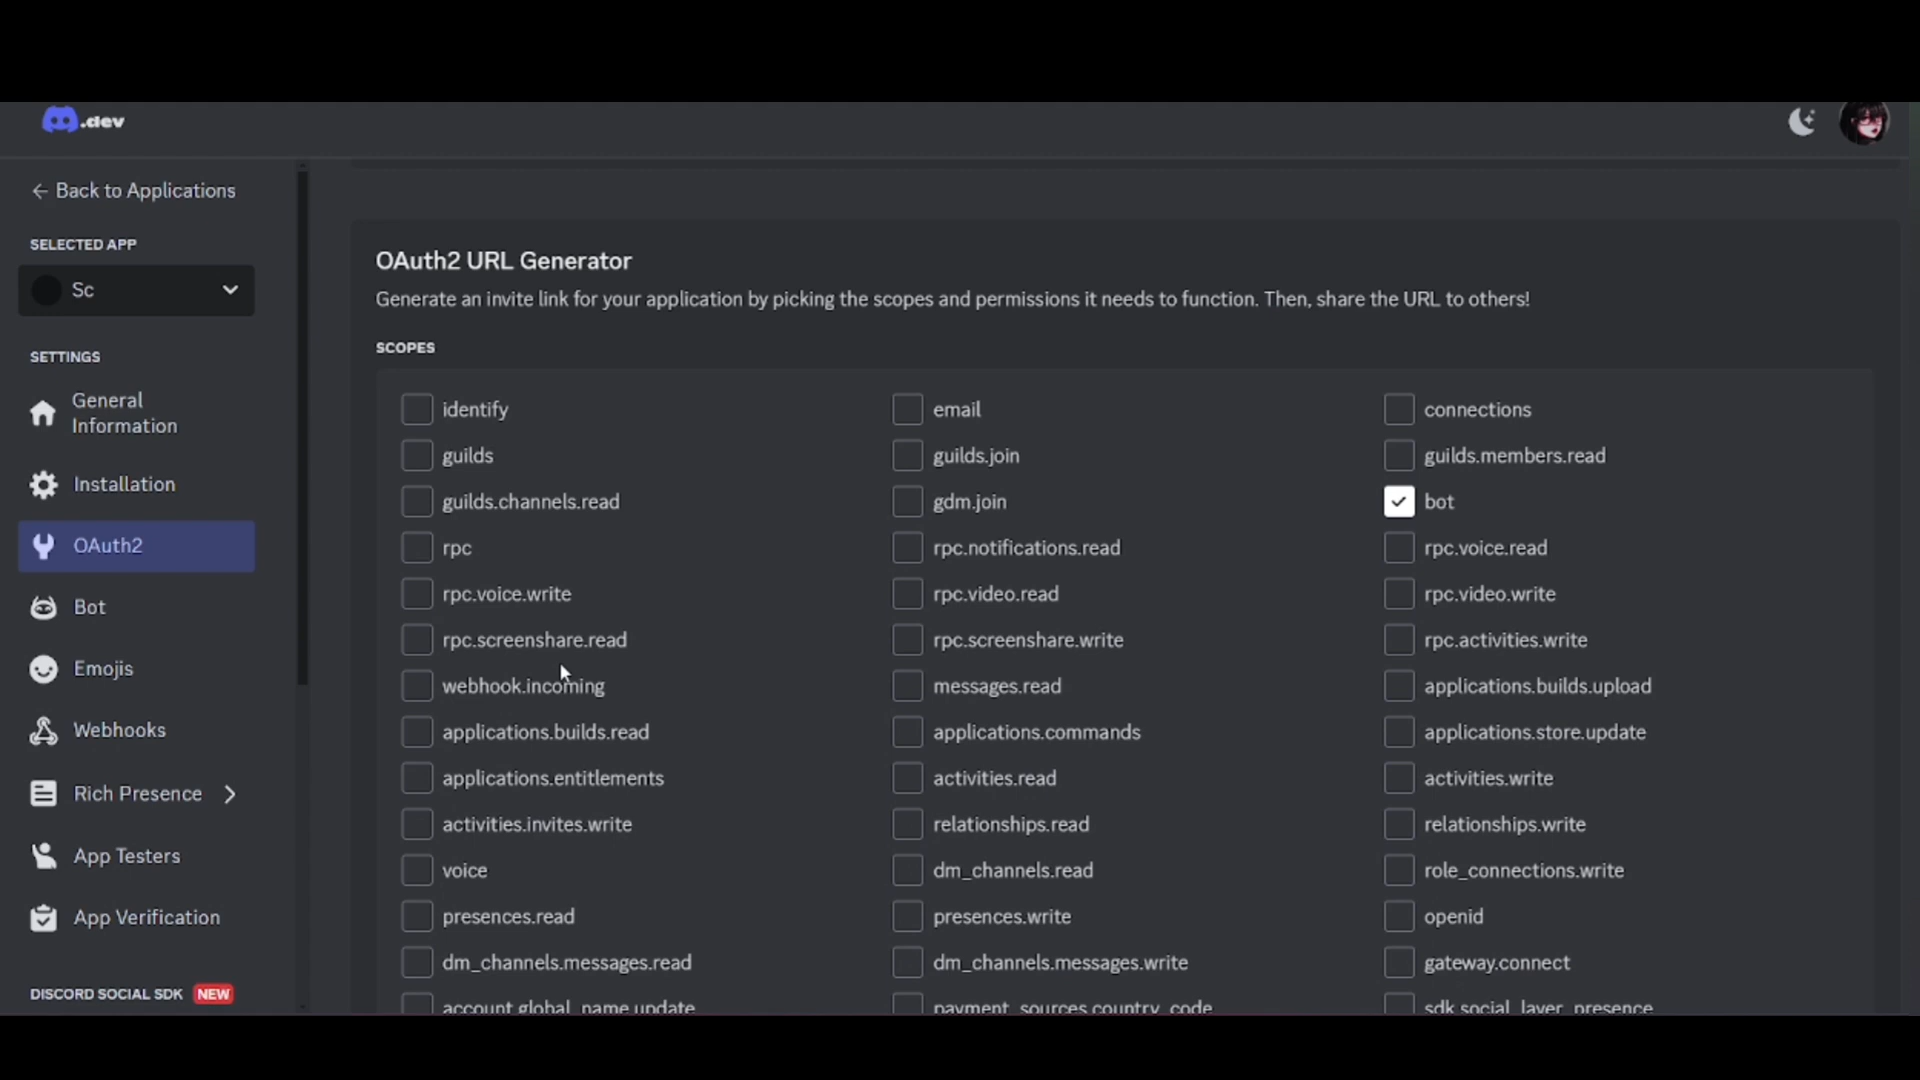 .dev
Back to Applications
SELECTED APP
Sc
SETTINGS
General
Information
Installation
OAuth2
Bot
Emojis
Webhooks
Rich Presence
App Testers
App Verification
DISCORD SOCIAL SDK NEW
OAuth2 URL Generator
Generate an invite link for your application by picking the scopes and permissions it needs to function. Then, share the URL to others!
SCOPES
identify email connections
guilds guilds.join guilds.members.read
guilds.channels.read gdm.join bot
rpc rpc.notifications.read rpc.voice.read
rpc.voice.write rpc.video.read rpc.video.write
rpc.screenshare.read rpc.screenshare.write rpc.activities.write
webhook.incoming messages.read applications.builds.upload
applications.builds.read applications.commands applications.store.update
applications.entitlements activities.read activities.write
activities.invites.write relationships.read relationships.write
voice dm_channels.read role_connections.write
presences.read presences.write openid
dm_channels.messages.read dm_channels.messages.write gateway.connect
account.global_name.update payment_sources.country_code sdk.social_layer_presence